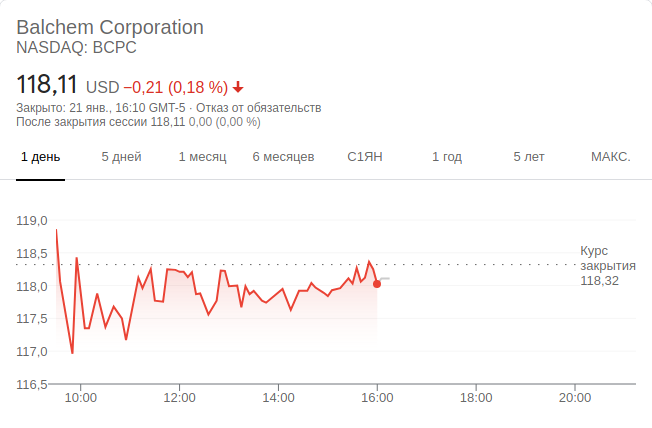 Balchem Corporation
NASDAQ: BCPC
118,11 USD −0,21 (0,18 %)
Закрыто: 21 янв., 16:10 GMT-5 · Отказ от обязательств
После закрытия сессии 118,11 0,00 (0,00 %)
1 день 5 дней 1 месяц 6 месяцев С1ЯН 1 год 5 лет МАКС.
119,0
118,5
Курс
закрытия
118,32
118,0
117,5
117,0
116,5
10:00 12:00 14:00 16:00 18:00 20:00